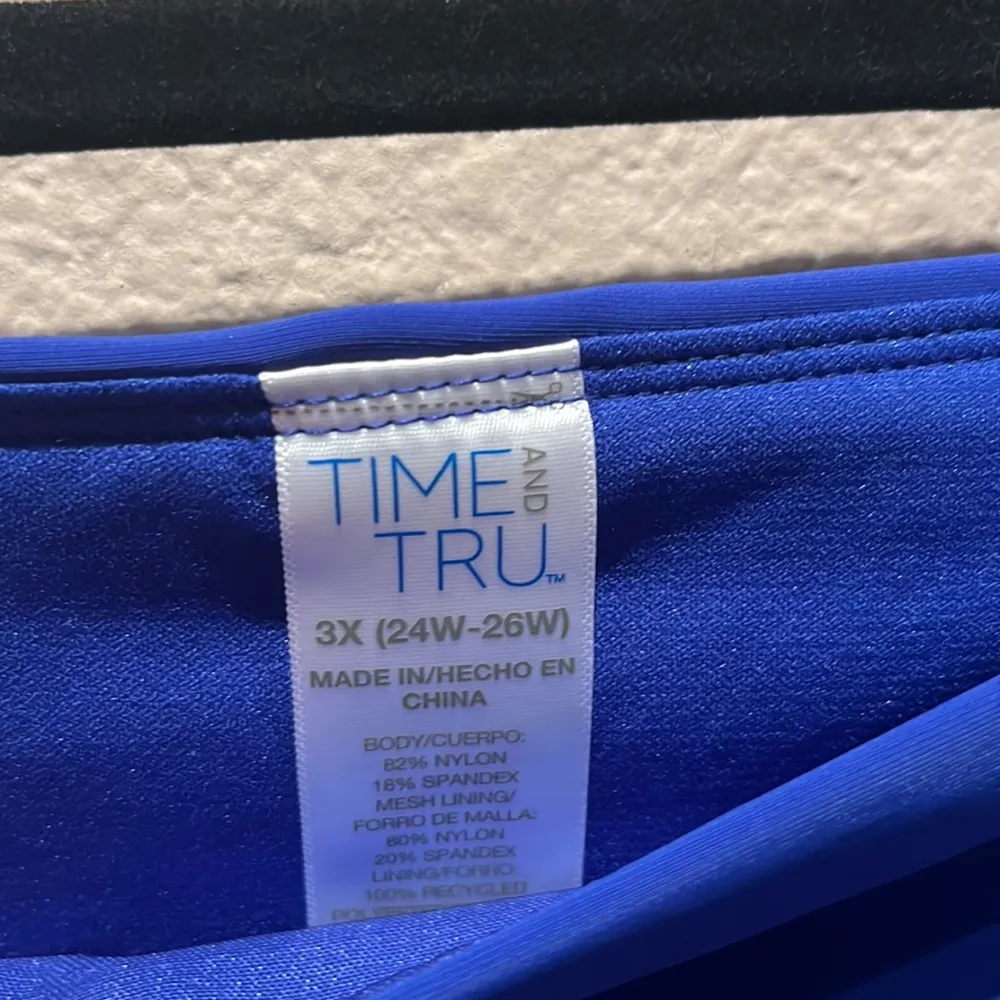 TIME AND
TRU™
3X (24W-26W)
MADE IN/HECHO EN
CHINA
BODY/CUERPO:
82% NYLON
18% SPANDEX
MESH LINING/
FORRO DE MALLA:
80% NYLON
20% SPANDEX
LINING/FORRO:
100% RECYCLED